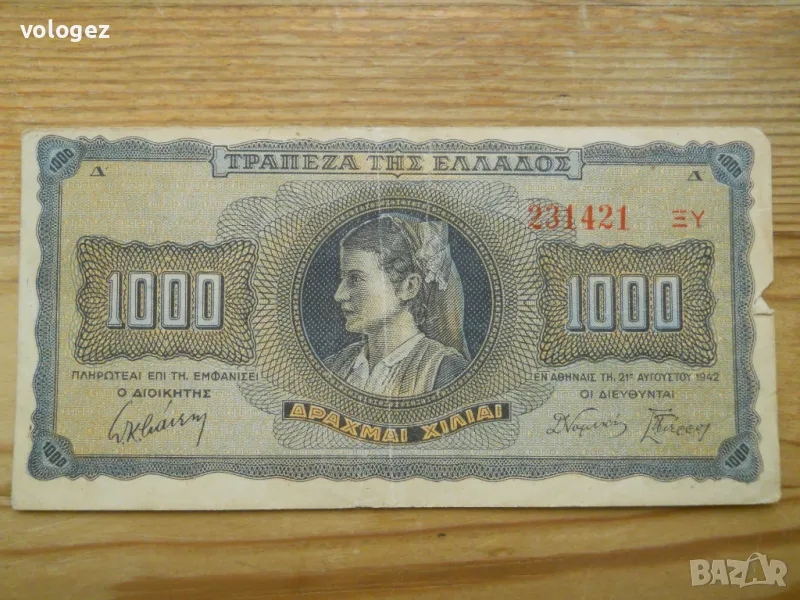 vologez
1000
1000
ΤΡΑΠΕΖΑ ΤΗΣ ΕΛΛΑΔΟΣ
Δ
Δ
231421 ΞΥ
1000
1000
ΠΛΗΡΩΤΕΑΙ ΕΠΙ ΤΗ, ΕΜΦΑΝΙΣΕΙ
Ο ΔΙΟΙΚΗΤΗΣ
ΕΝ ΑΘΗΝΑΙΣ ΤΗ, 21ῃ ΑΥΓΟΥΣΤΟΥ 1942
ΟΙ ΔΙΕΥΘΥΝΤΑΙ
ΔΡΑΧΜΑΙ ΧΙΛΙΑΙ
1000
1000
BAZAR